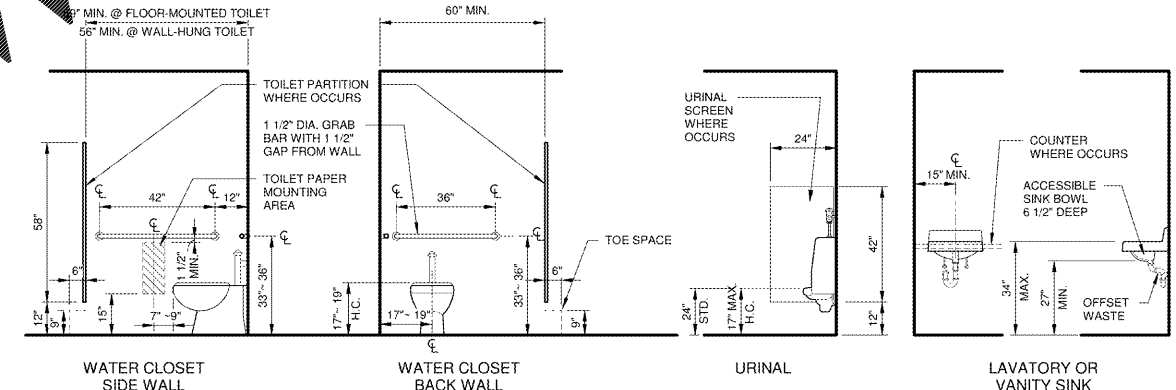 59" MIN. @ FLOOR-MOUNTED TOILET
56" MIN. @ WALL-HUNG TOILET
60" MIN.
TOILET PARTITION
WHERE OCCURS
1 1/2" DIA. GRAB
BAR WITH 1 1/2"
GAP FROM WALL
TOILET PAPER
MOUNTING
AREA
58"
12"
6"
9"
42"
12"
15"
7" ~9"
1 1/2"
MIN.
33"~ 36"
36"
17"~ 19"
H.C.
17"~ 19"
33"~ 36"
6"
9"
TOE SPACE
WATER CLOSET
SIDE WALL
WATER CLOSET
BACK WALL
URINAL
SCREEN
WHERE
OCCURS
24"
42"
12"
24"
STD.
17" MAX.
H.C.
URINAL
15" MIN.
COUNTER
WHERE OCCURS
ACCESSIBLE
SINK BOWL
6 1/2" DEEP
34"
MAX.
27"
MIN.
OFFSET
WASTE
LAVATORY OR
VANITY SINK